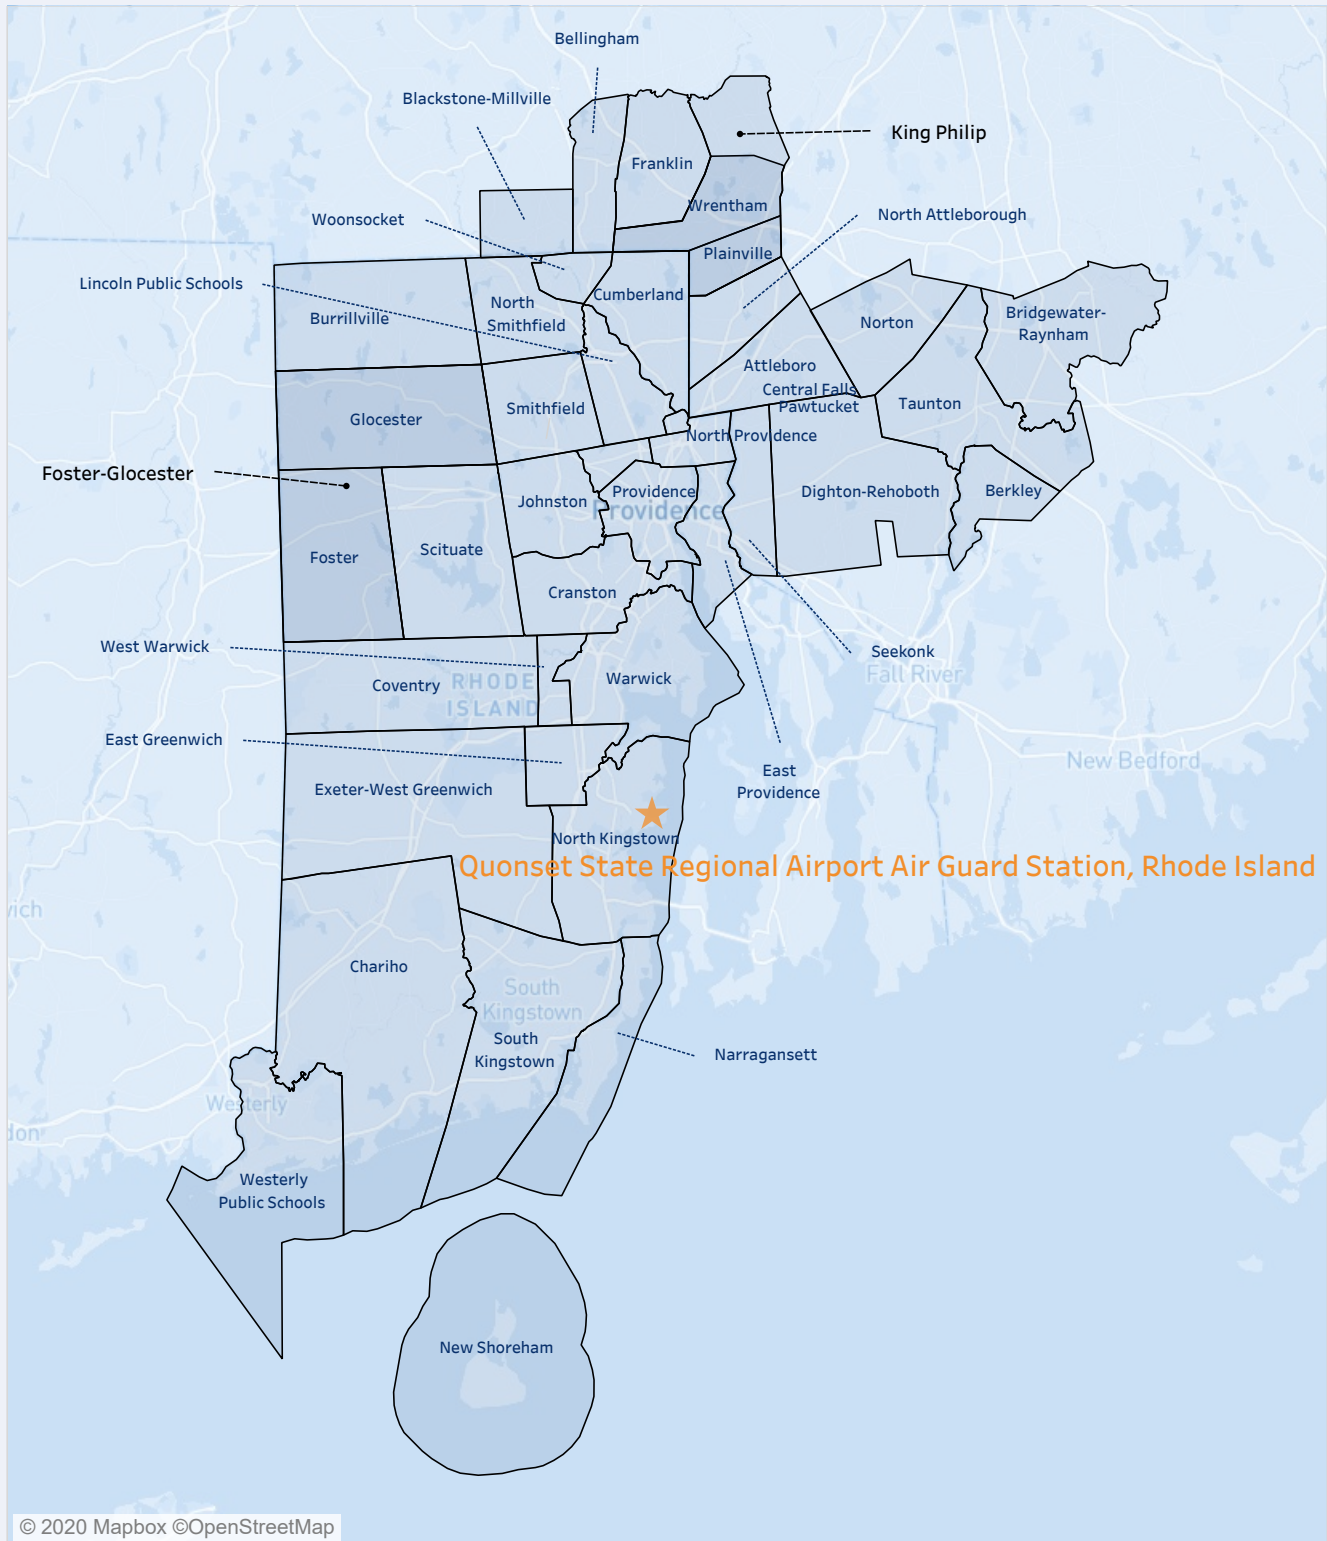 Bellingham
Blackstone-Millville
King Philip
Franklin
Wrentham
Woonsocket
North Attleborough
Plainville
Lincoln Public Schools
Cumberland
North
Smithfield
Burrillville
Norton
Bridgewater-
Raynham
Attleboro
Central Falls
Pawtucket
Taunton
Smithfield
Glocester
North Providence
Foster-Glocester
Providence
Providence
Johnston
Dighton-Rehoboth
Berkley
Foster
Scituate
Cranston
West Warwick
Seekonk
Fall River
Coventry
RHODE
ISLAND
Warwick
East Greenwich
New Bedford
East
Providence
Exeter-West Greenwich
North Kingstown
Quonset State Regional Airport Air Guard Station, Rhode Island
wich
Chariho
South
Kingstown
South
Kingstown
Narragansett
Westerly
don
Westerly
Public Schools
New Shoreham
© 2020 Mapbox ©OpenStreetMap